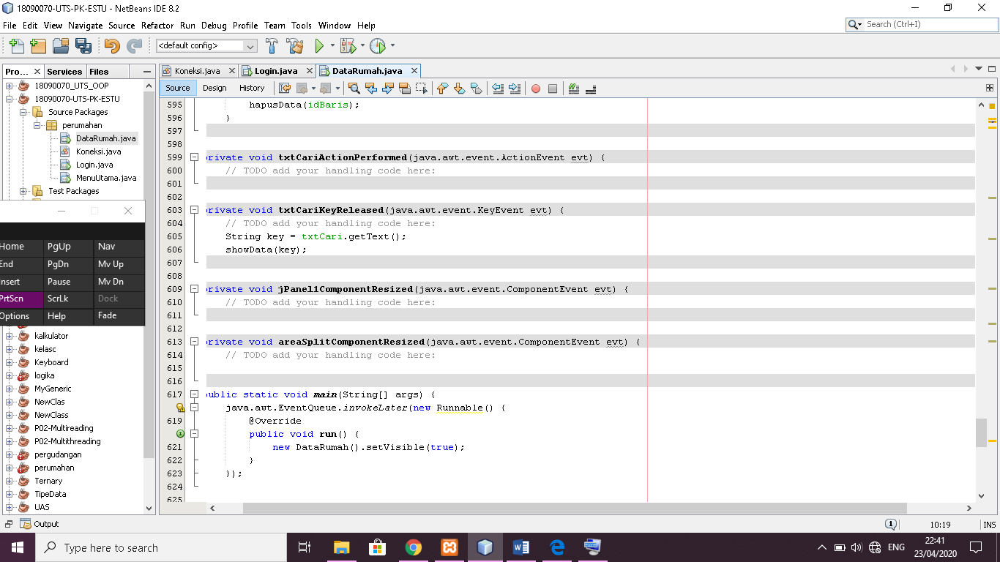 18090070-UTS-PK-ESTU - NetBeans IDE 8.2
File Edit View Navigate Source Refactor Run Debug Profile Team Tools Window Help
Search (Ctrl+I)
<default config>
Pro... Services Files
Koneksi.java Login.java DataRumah.java
Source Design History
18090070_UTS_OOP
18090070-UTS-PK-ESTU
Source Packages
perumahan
DataRumah.java
Koneksi.java
Login.java
MenuUtama.java
Test Packages
Home PgUp Nav
End PgDn Mv Up
Insert Pause Mv Dn
PrtScn ScrLk Dock
Options Help Fade
kalkulator
kelasc
Keyboard
logika
MyGeneric
NewClas
NewClass
P02-Multireading
P02-Multithreading
pergudangan
perumahan
Ternary
TipeData
UAS
595 hapusData(idBaris);
596 }
597
598
599 private void txtCariActionPerformed(java.awt.event.ActionEvent evt) {
600 // TODO add your handling code here:
601
602
603 private void txtCariKeyReleased(java.awt.event.KeyEvent evt) {
604 // TODO add your handling code here:
605 String key = txtCari.getText();
606 showData(key);
607
608
609 private void jPanel1ComponentResized(java.awt.event.ComponentEvent evt) {
610 // TODO add your handling code here:
611
612
613 private void areaSplitComponentResized(java.awt.event.ComponentEvent evt) {
614 // TODO add your handling code here:
615
616
617 public static void main(String[] args) {
java.awt.EventQueue.invokeLater(new Runnable() {
619 @Override
public void run() {
621 new DataRumah().setVisible(true);
622 }
623 });
624
625
Output
1 10:19 INS
Type here to search
ENG
22:41
23/04/2020